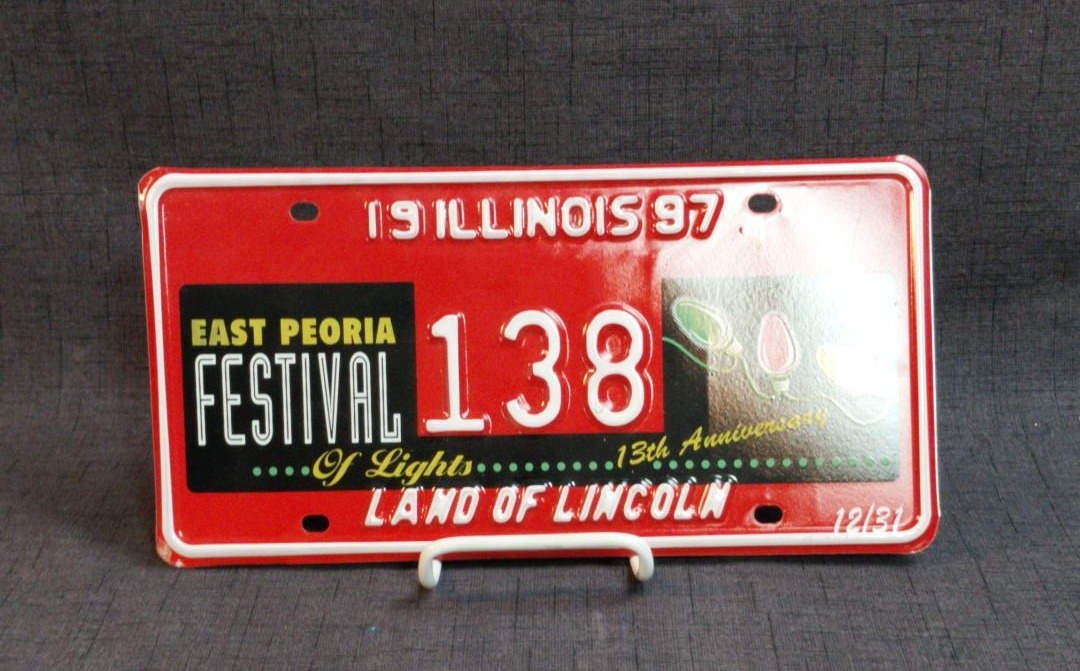 19 ILLINOIS 97
EAST PEORIA
FESTIVAL
138
Of Lights
13th Anniversary
LAND OF LINCOLN
12/31